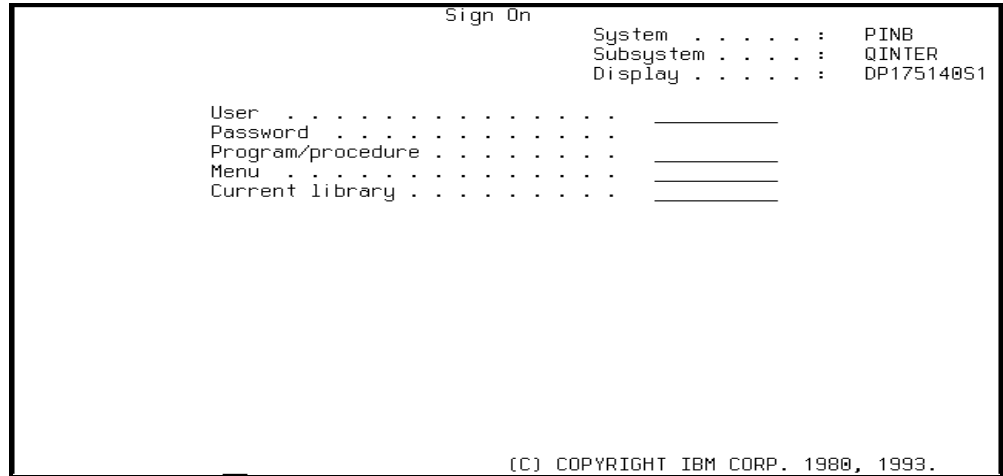 Sign On
System . . . . . : PINB
Subsystem . . . . : QINTER
Display . . . . . : DP175140S1
User . . . . . . . . . . . . . .
Password . . . . . . . . . . . .
Program/procedure . . . . . . . .
Menu . . . . . . . . . . . . . .
Current library . . . . . . . . .
(C) COPYRIGHT IBM CORP. 1980, 1993.